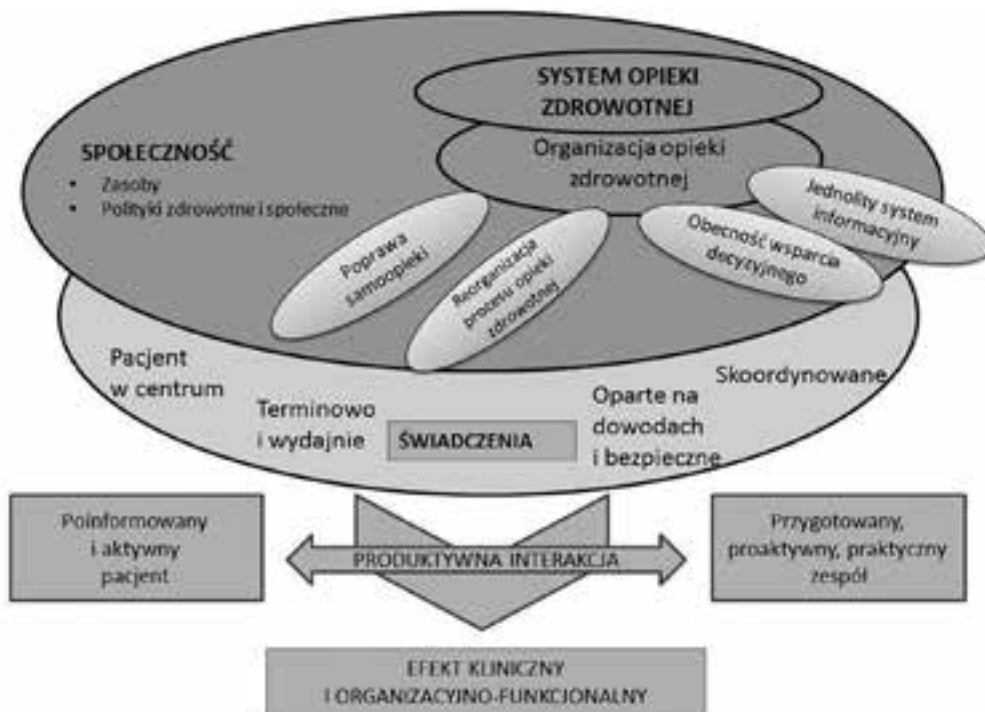 SYSTEM OPIEKI
ZDROWOTNEJ
Organizacja opieki
zdrowotnej
SPOŁECZNOŚĆ
• Zasoby
• Polityki zdrowotne i społeczne
Poprawa
samoopieki
Reorganizacja
procesu opieki
zdrowotnej
Obecność wsparcia
decyzyjnego
Jednolity system
informacyjny
Pacjent
w centrum
Terminowo
i wydajnie
ŚWIADCZENIA
Oparte na
dowodach
i bezpieczne
Skoordynowane
Poinformowany
i aktywny
pacjent
PRODUKTYWNA INTERAKCJA
Przygotowany,
proaktywny, praktyczny
zespół
EFEKT KLINICZNY
I ORGANIZACYJNO-FUNKCJONALNY